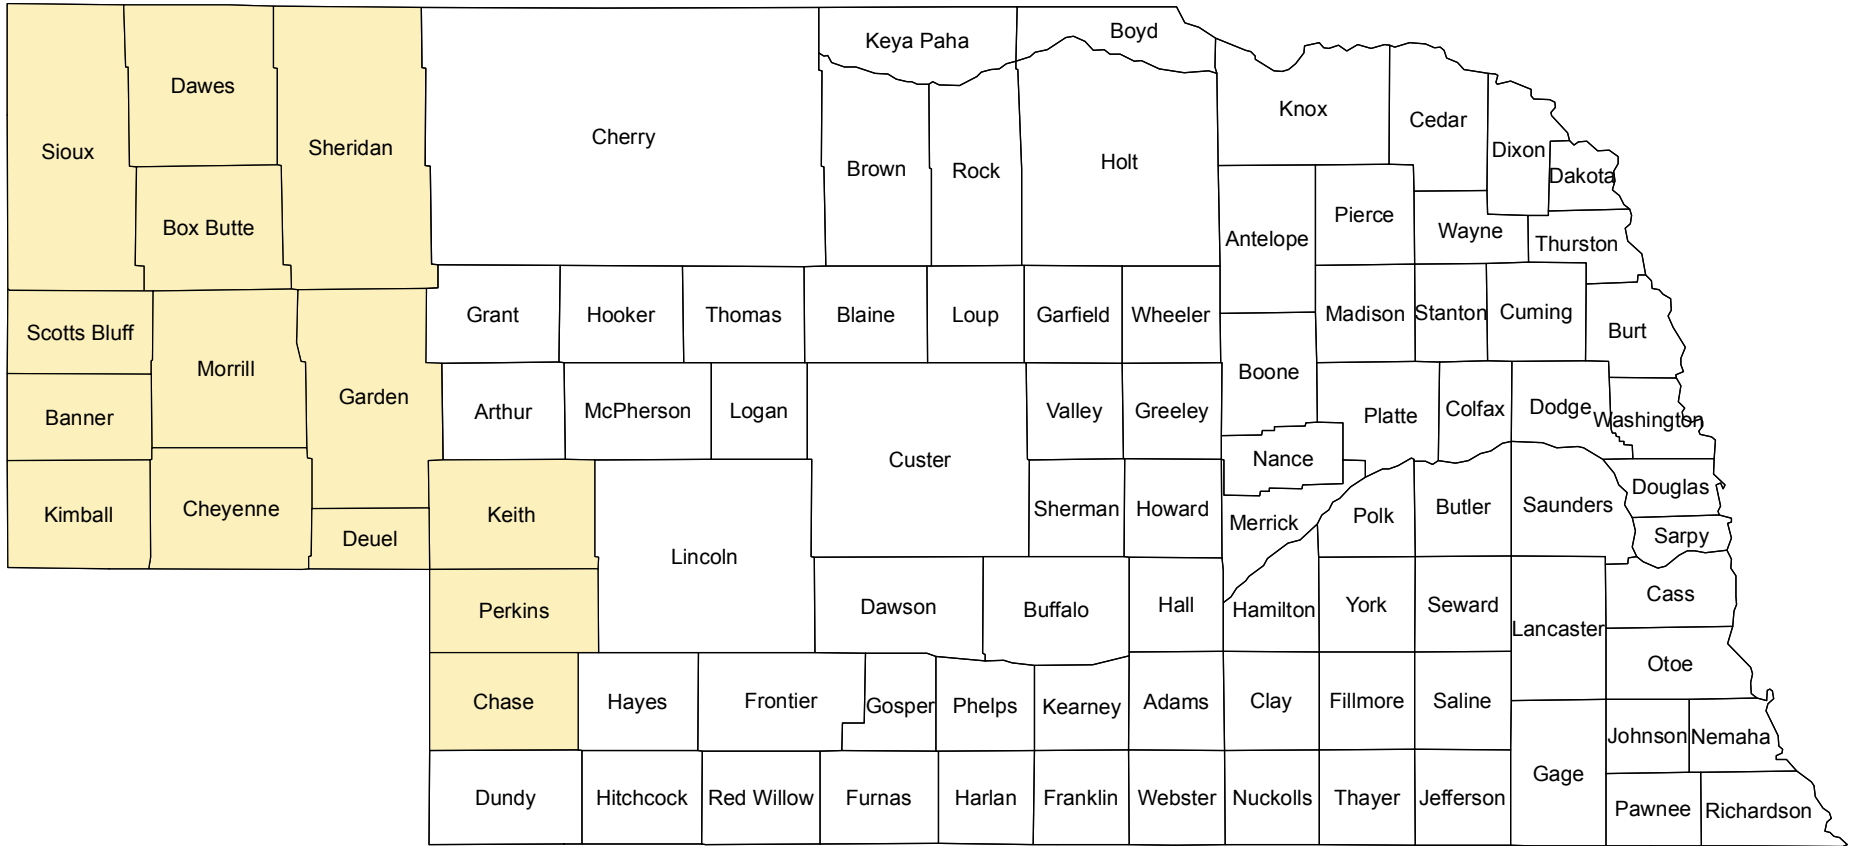 Keya Paha
Boyd
Dawes
Sioux
Sheridan
Cherry
Knox
Cedar
Dixon
Brown
Rock
Holt
Dakota
Box Butte
Antelope
Pierce
Wayne
Thurston
Scotts Bluff
Grant
Hooker
Thomas
Blaine
Loup
Garfield
Wheeler
Madison
Stanton
Cuming
Burt
Morrill
Boone
Banner
Garden
Arthur
McPherson
Logan
Valley
Greeley
Platte
Colfax
Dodge
Washington
Custer
Nance
Kimball
Cheyenne
Keith
Sherman
Howard
Merrick
Polk
Butler
Saunders
Douglas
Deuel
Lincoln
Sarpy
Perkins
Dawson
Buffalo
Hall
Hamilton
York
Seward
Lancaster
Cass
Otoe
Chase
Hayes
Frontier
Gosper
Phelps
Kearney
Adams
Clay
Fillmore
Saline
Johnson
Nemaha
Gage
Dundy
Hitchcock
Red Willow
Furnas
Harlan
Franklin
Webster
Nuckolls
Thayer
Jefferson
Pawnee
Richardson